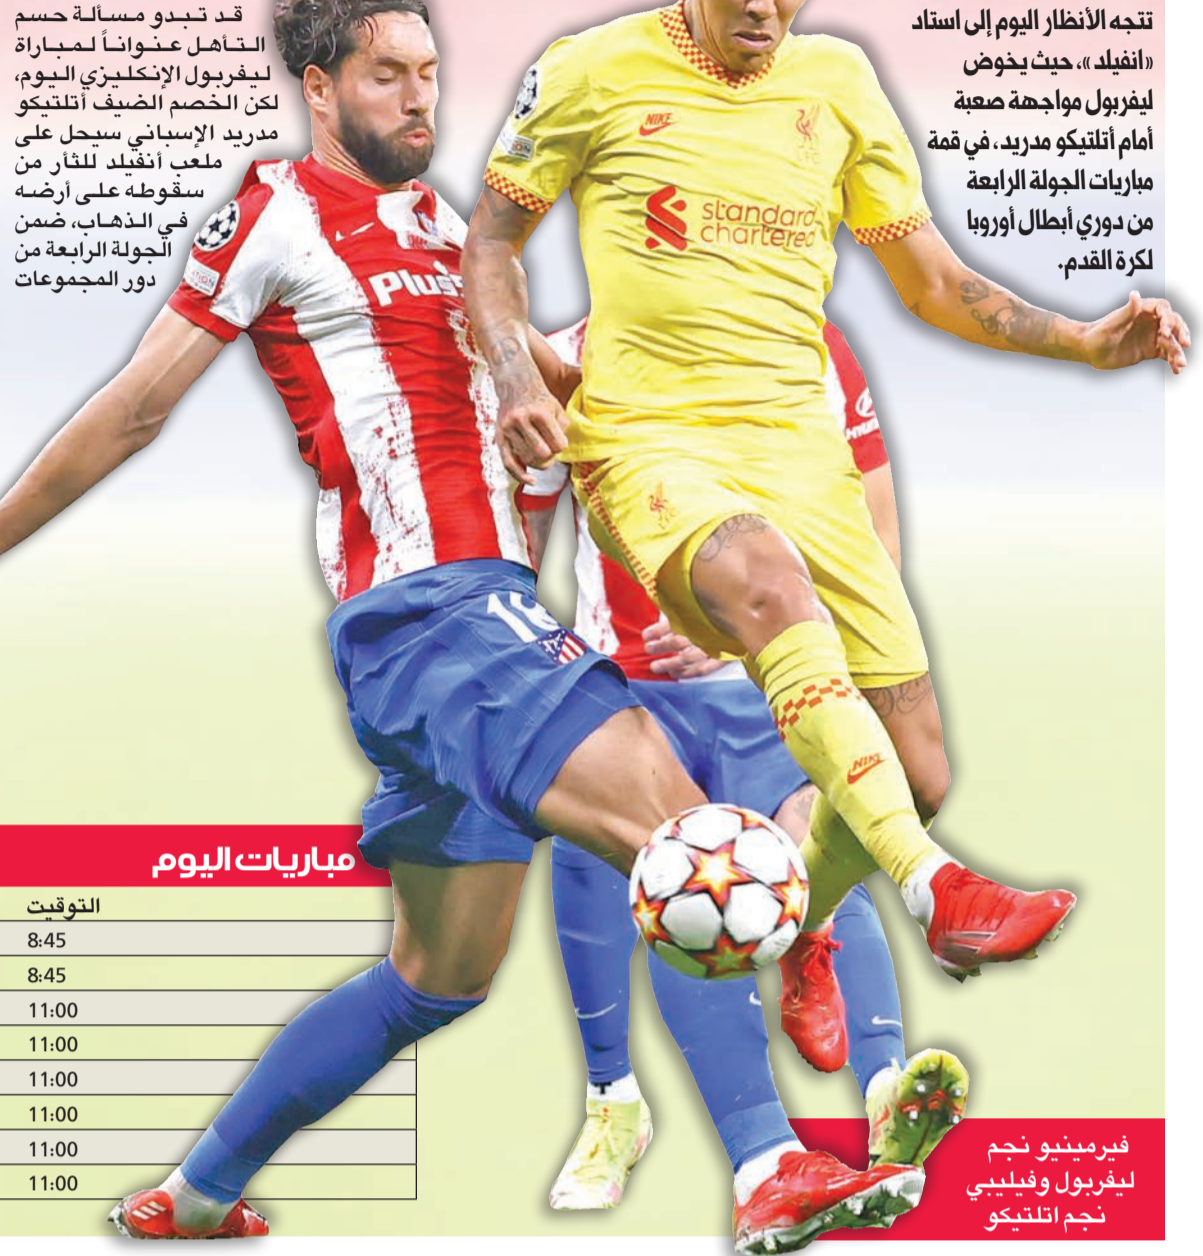 تتجه الأنظار اليوم إلى استاد
«انفيلد»، حيث يخوض
ليفربول مواجهة صعبة
أمام أتلتيكو مدريد، في قمة
مباريات الجولة الرابعة
من دوري أبطال أوروبا
لكرة القدم.
قد تبدو مسألة حسم
التأهل عنواناً لمباراة
ليفربول الإنكليزي اليوم،
لكن الخصم الضيف أتلتيكو
مدريد الإسباني سيحل على
ملعب أنفيلد للثأر من
سقوطه على أرضه
في الذهاب، ضمن
الجولة الرابعة من
دور المجموعات
NIKE
LFC
standard
chartered
Plus
NIKE
مباريات اليوم
التوقيت
8:45
8:45
11:00
11:00
11:00
11:00
11:00
11:00
فيرمينيو نجم
ليفربول وفيليبي
نجم اتلتيكو